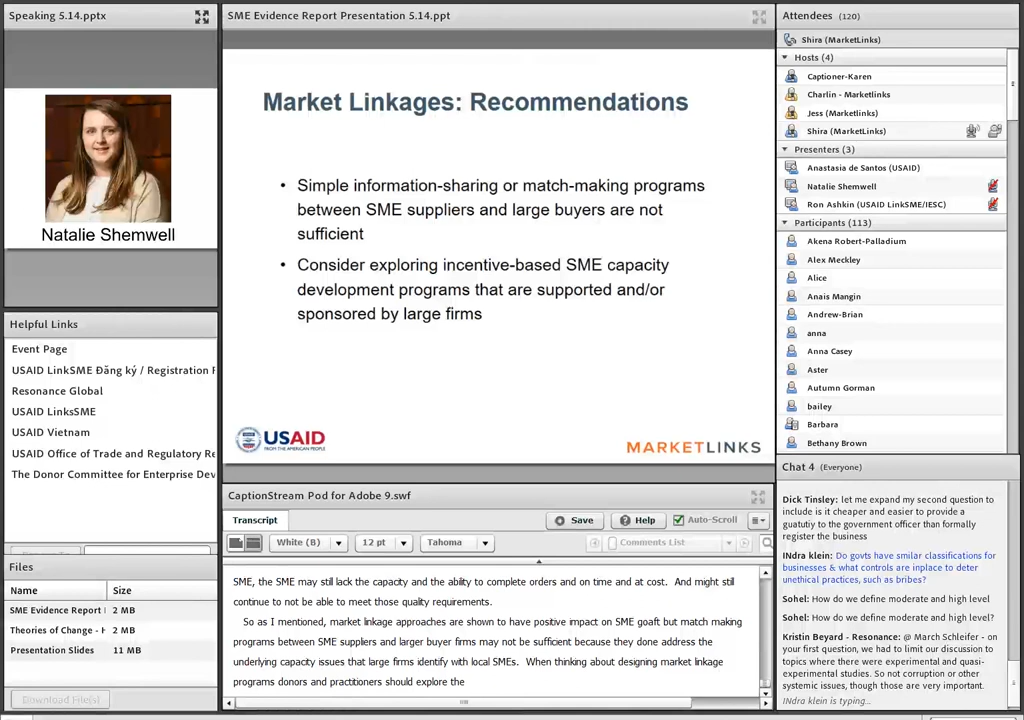 Speaking 5.14.pptx
Natalie Shemwell
Helpful Links
Event Page
USAID LinkSME Đăng ký / Registration F
Resonance Global
USAID LinksSME
USAID Vietnam
USAID Office of Trade and Regulatory Re
The Donor Committee for Enterprise Dev
Files
Name Size
SME Evidence Report 2 MB
Theories of Change - H 2 MB
Presentation Slides 11 MB
Download File(s)
SME Evidence Report Presentation 5.14.ppt
Market Linkages: Recommendations
• Simple information-sharing or match-making programs
between SME suppliers and large buyers are not
sufficient
• Consider exploring incentive-based SME capacity
development programs that are supported and/or
sponsored by large firms
USAID
FROM THE AMERICAN PEOPLE
MARKETLINKS
CaptionStream Pod for Adobe 9.swf
Transcript
Save
Help
Auto-Scroll
White (B)
12 pt
Tahoma
Comments List
SME, the SME may still lack the capacity and the ability to complete orders and on time and at cost. And might still
continue to not be able to meet those quality requirements.
So as I mentioned, market linkage approaches are shown to have positive impact on SME goaft but match making
programs between SME suppliers and larger buyer firms may not be sufficient because they done address the
underlying capacity issues that large firms identify with local SMEs. When thinking about designing market linkage
programs donors and practitioners should explore the
Attendees (120)
Shira (MarketLinks)
Hosts (4)
Captioner-Karen
Charlin - Marketlinks
Jess (Marketlinks)
Shira (MarketLinks)
Presenters (3)
Anastasia de Santos (USAID)
Natalie Shemwell
Ron Ashkin (USAID LinkSME/IESC)
Participants (113)
Akena Robert-Palladium
Alex Meckley
Alice
Anais Mangin
Andrew-Brian
anna
Anna Casey
Aster
Autumn Gorman
bailey
Barbara
Bethany Brown
Chat 4 (Everyone)
Dick Tinsley: let me expand my second question to
include is it cheaper and easier to provide a
guatutiy to the government officer than formally
register the business
INdra klein: Do govts have smilar classifications for
businesses & what controls are inplace to deter
unethical practices, such as bribes?
Sohel: How do we define moderate and high level
Sohel: How do we define moderate and high level?
Kristin Beyard - Resonance: @ March Schleifer - on
your first question, we had to limit our discussion to
topics where there were experimental and quasi-
experimental studies. So not corruption or other
systemic issues, though those are very important.
INdra klein is typing...